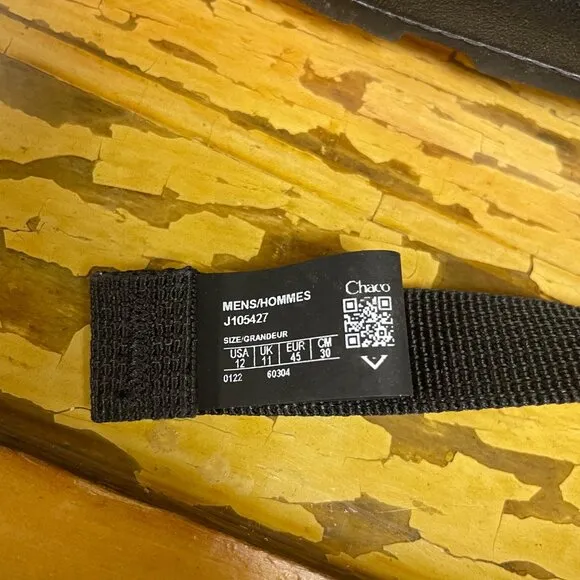 MENS/HOMMES
J105427
Chaco
SIZE/GRANDEUR
USA UK EUR CM
12 11 45 30
0122 60304